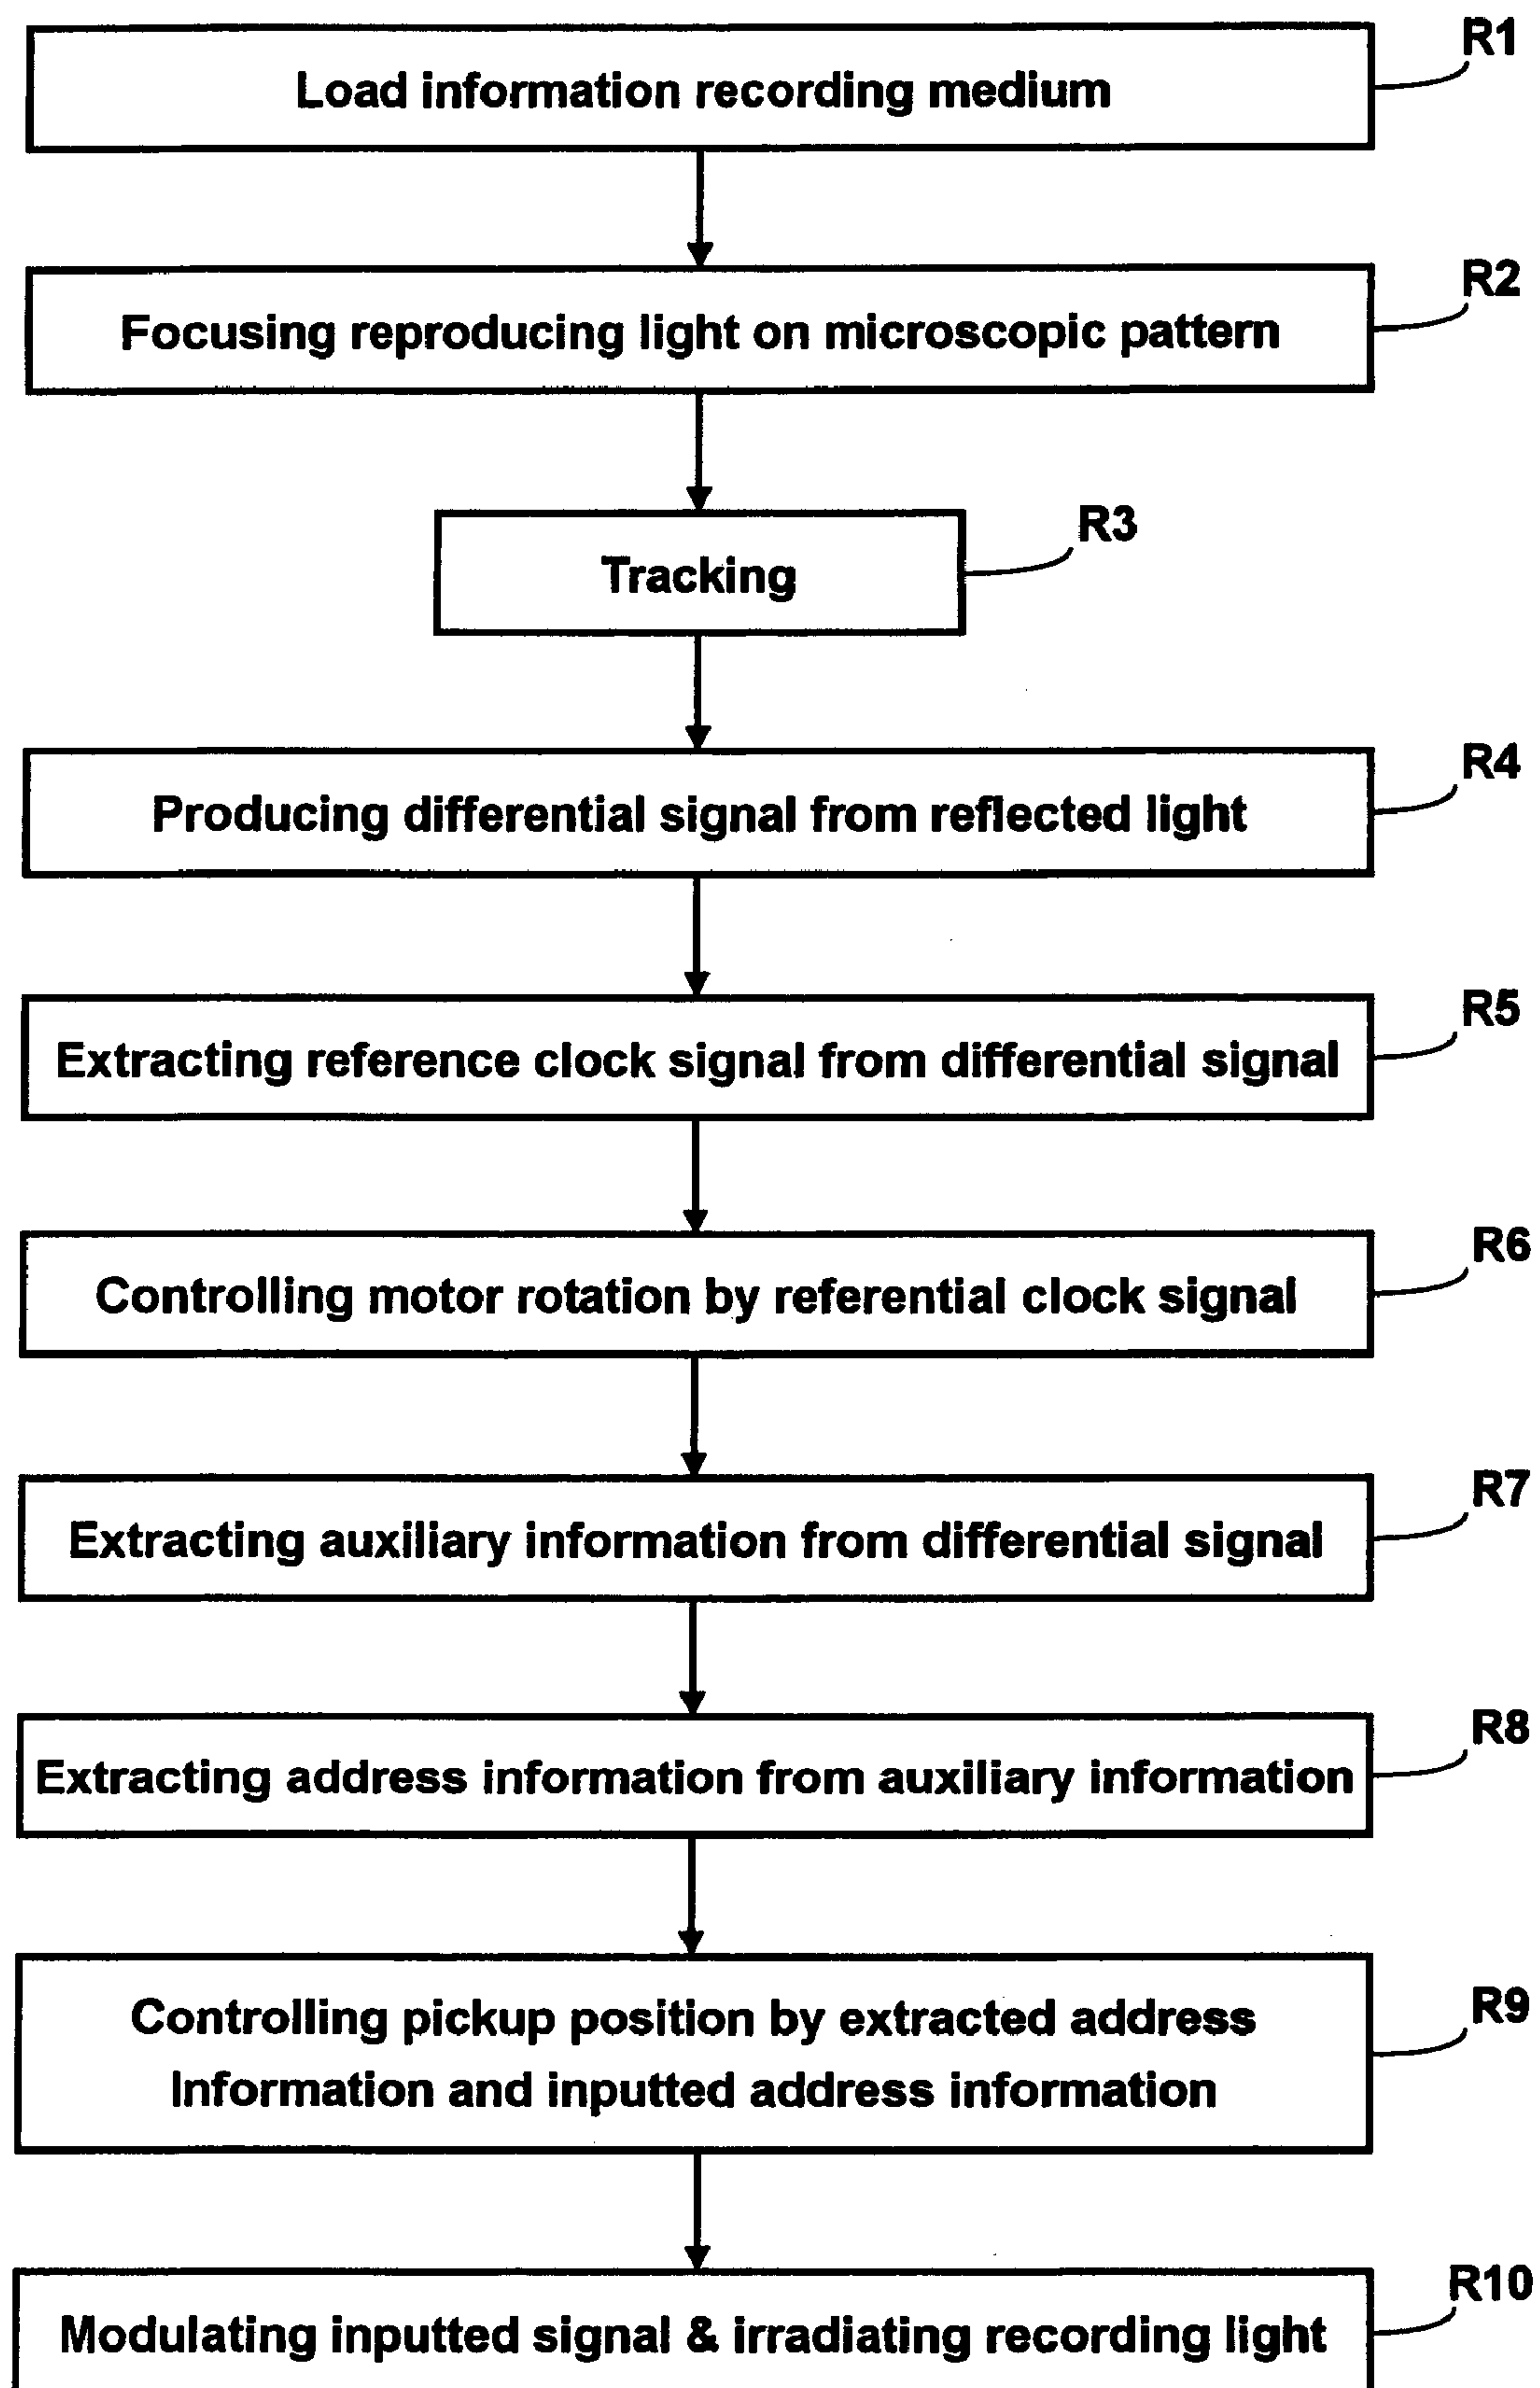 R1
Load information recording medium
R2
Focusing reproducing light on microscopic pattern
R3
Tracking
R4
Producing differential signal from reflected light
R5
Extracting reference clock signal from differential signal
R6
Controlling motor rotation by referential clock signal
R7
Extracting auxiliary information from differential signal
R8
Extracting address information from auxiliary information
R9
Controlling pickup position by extracted address
Information and inputted address information
R10
Modulating inputted signal & irradiating recording light